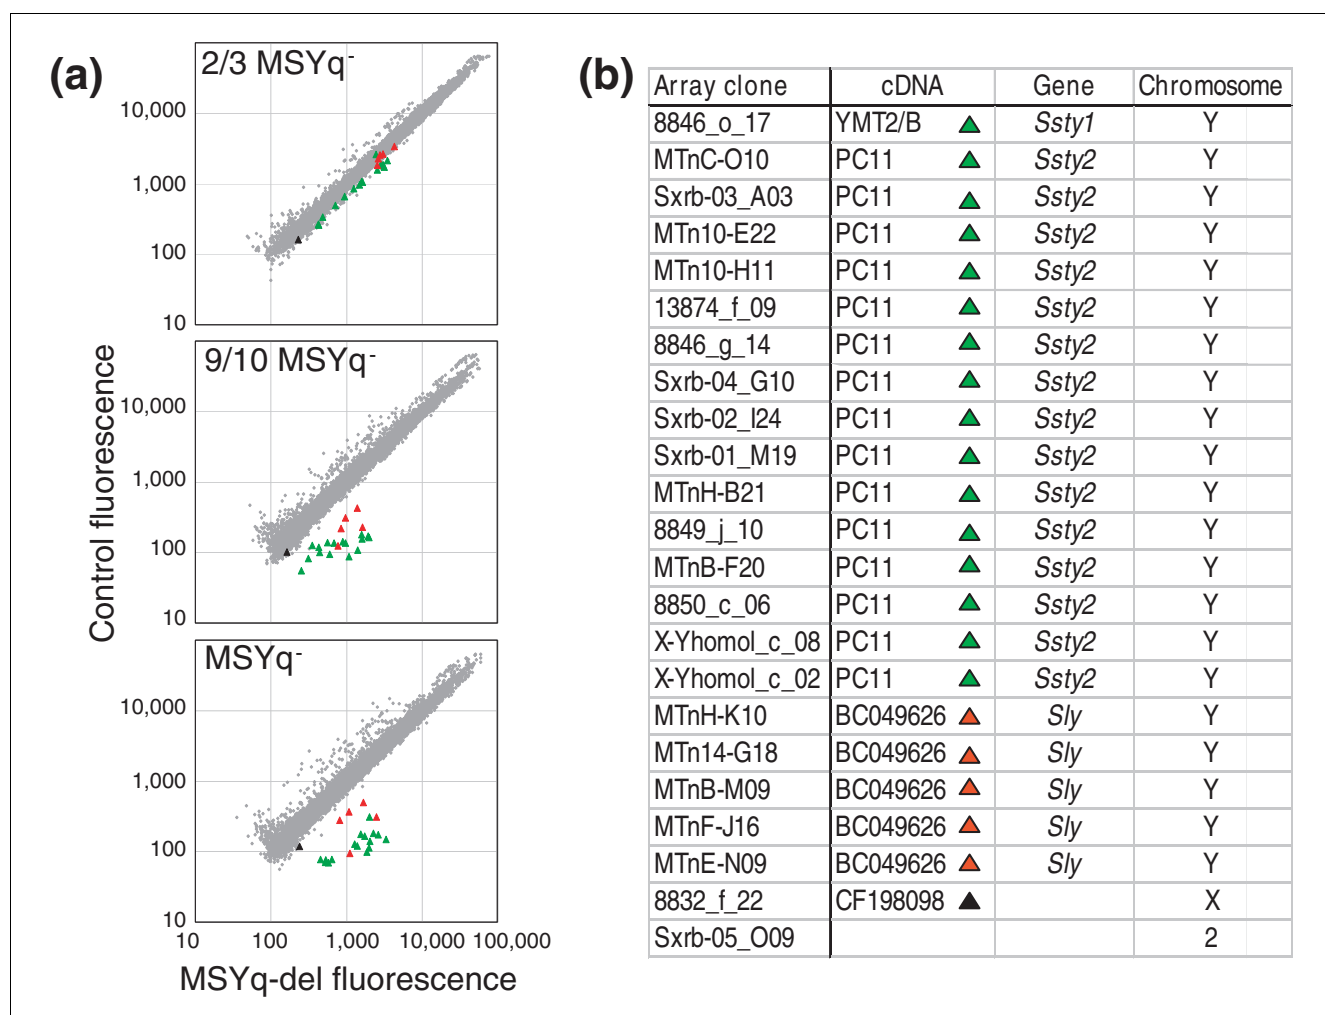 (a)
2/3 MSYq-
10,000
1,000
100
10
9/10 MSYq-
10,000
1,000
100
10
MSYq-
10,000
1,000
100
10
10 100 1,000 10,000 100,000
Control fluorescence
MSYq-del fluorescence
(b)
Array clone cDNA Gene Chromosome
8846_o_17 YMT2/B Ssty1 Y
MTnC-O10 PC11 Ssty2 Y
Sxrb-03_A03 PC11 Ssty2 Y
MTn10-E22 PC11 Ssty2 Y
MTn10-H11 PC11 Ssty2 Y
13874_f_09 PC11 Ssty2 Y
8846_g_14 PC11 Ssty2 Y
Sxrb-04_G10 PC11 Ssty2 Y
Sxrb-02_I24 PC11 Ssty2 Y
Sxrb-01_M19 PC11 Ssty2 Y
MTnH-B21 PC11 Ssty2 Y
8849_j_10 PC11 Ssty2 Y
MTnB-F20 PC11 Ssty2 Y
8850_c_06 PC11 Ssty2 Y
X-Yhomol_c_08 PC11 Ssty2 Y
X-Yhomol_c_02 PC11 Ssty2 Y
MTnH-K10 BC049626 Sly Y
MTn14-G18 BC049626 Sly Y
MTnB-M09 BC049626 Sly Y
MTnF-J16 BC049626 Sly Y
MTnE-N09 BC049626 Sly Y
8832_f_22 CF198098 X
Sxrb-05_O09 2